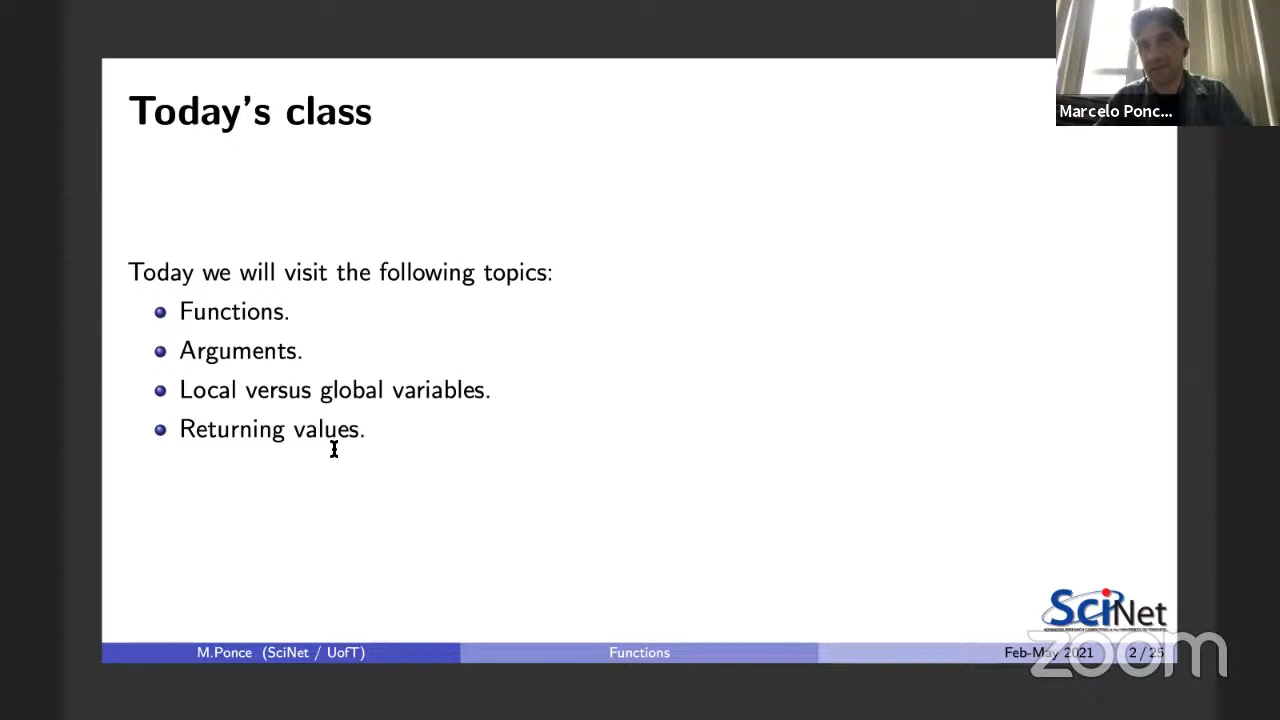 Today's class
Marcelo Ponc...
Today we will visit the following topics:
Functions.
Arguments.
Local versus global variables.
Returning values.
SciNet
M.Ponce (SciNet / UofT)
Functions
Feb-May 2021
2 / 25
zoom